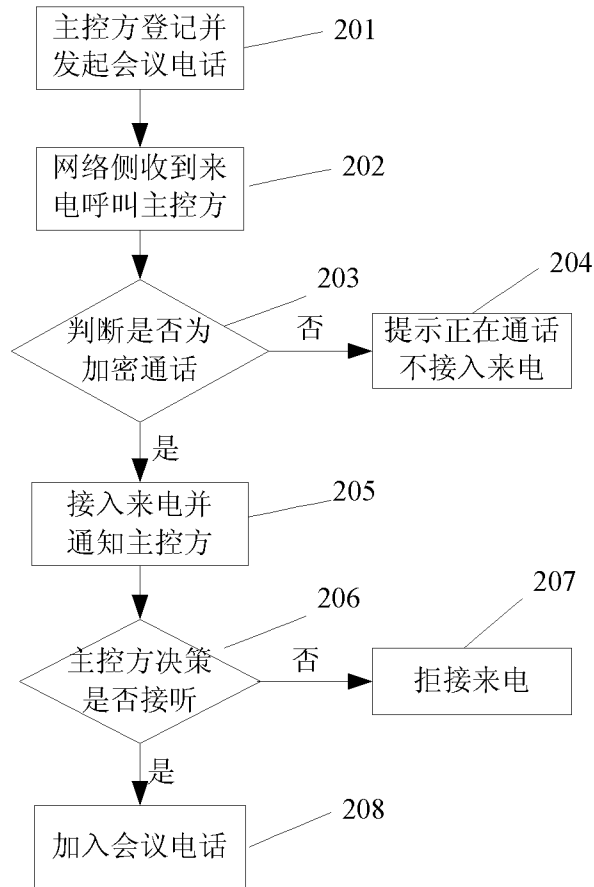 主控方登记并
发起会议电话
201
网络侧收到来
电呼叫主控方
202
判断是否为
加密通话
203
否
提示正在通话
不接入来电
204
是
接入来电并
通知主控方
205
主控方决策
是否接听
206
否
拒接来电
207
是
加入会议电话
208